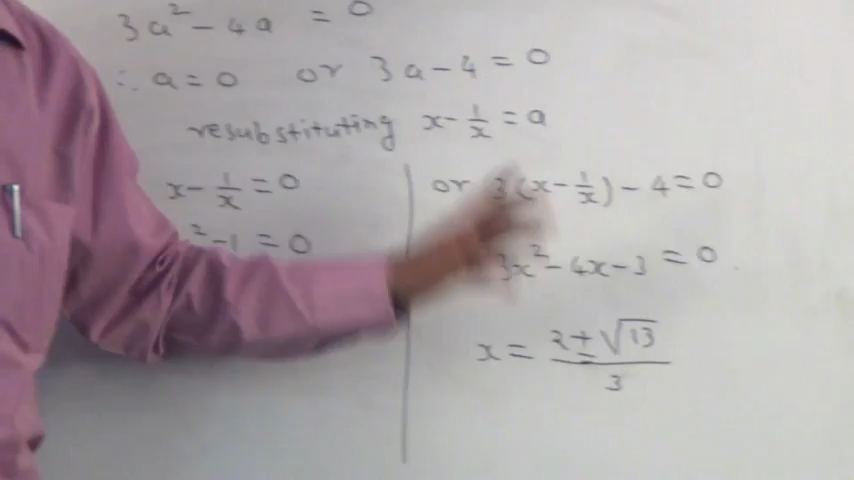 3a² - 4a = 0
∴ a = 0 or 3a - 4 = 0
resubstituting x - 1/x = a
x - 1/x = 0
² - 1 = 0
or 3(x - 1/x) - 4 = 0
3x² - 4x - 3 = 0
x = 2 ± √13 / 3